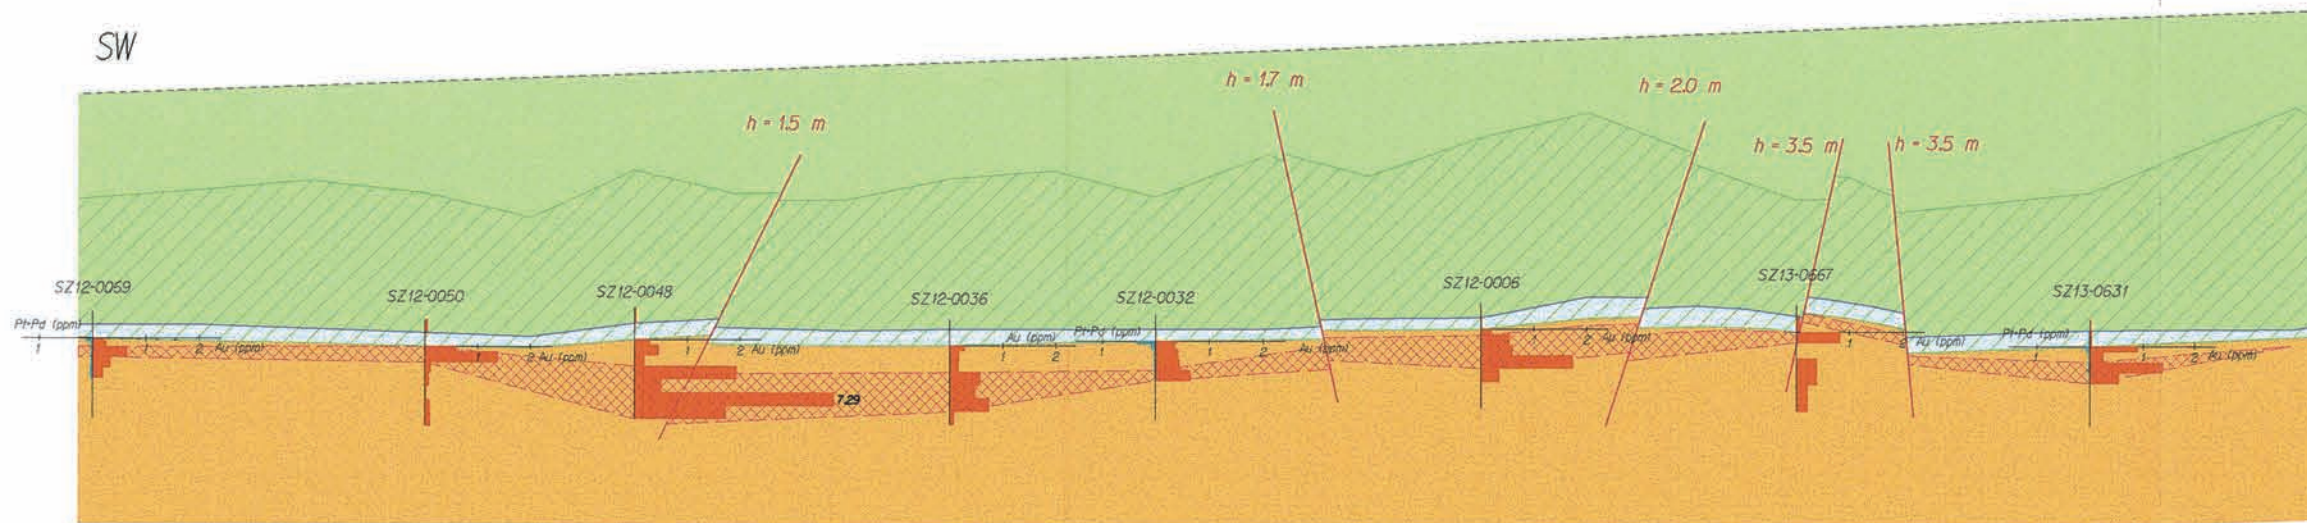 SW
h = 1.5 m
h = 1.7 m
h = 2.0 m
h = 3.5 m
h = 3.5 m
SZ12-0059
SZ12-0050
SZ12-0048
SZ12-0036
SZ12-0032
SZ12-0006
SZ13-0667
SZ13-0631
Pt+Pd (ppm)
1
1
2
Au (ppm)
1
2
Au (ppm)
1
2
Au (ppm)
Au (ppm)
1
2
Pt+Pd (ppm)
1
1
2
Au (ppm)
1
2
Au (ppm)
1
2
Au (ppm)
Pt+Pd (ppm)
1
1
2
Au (ppm)
7.29